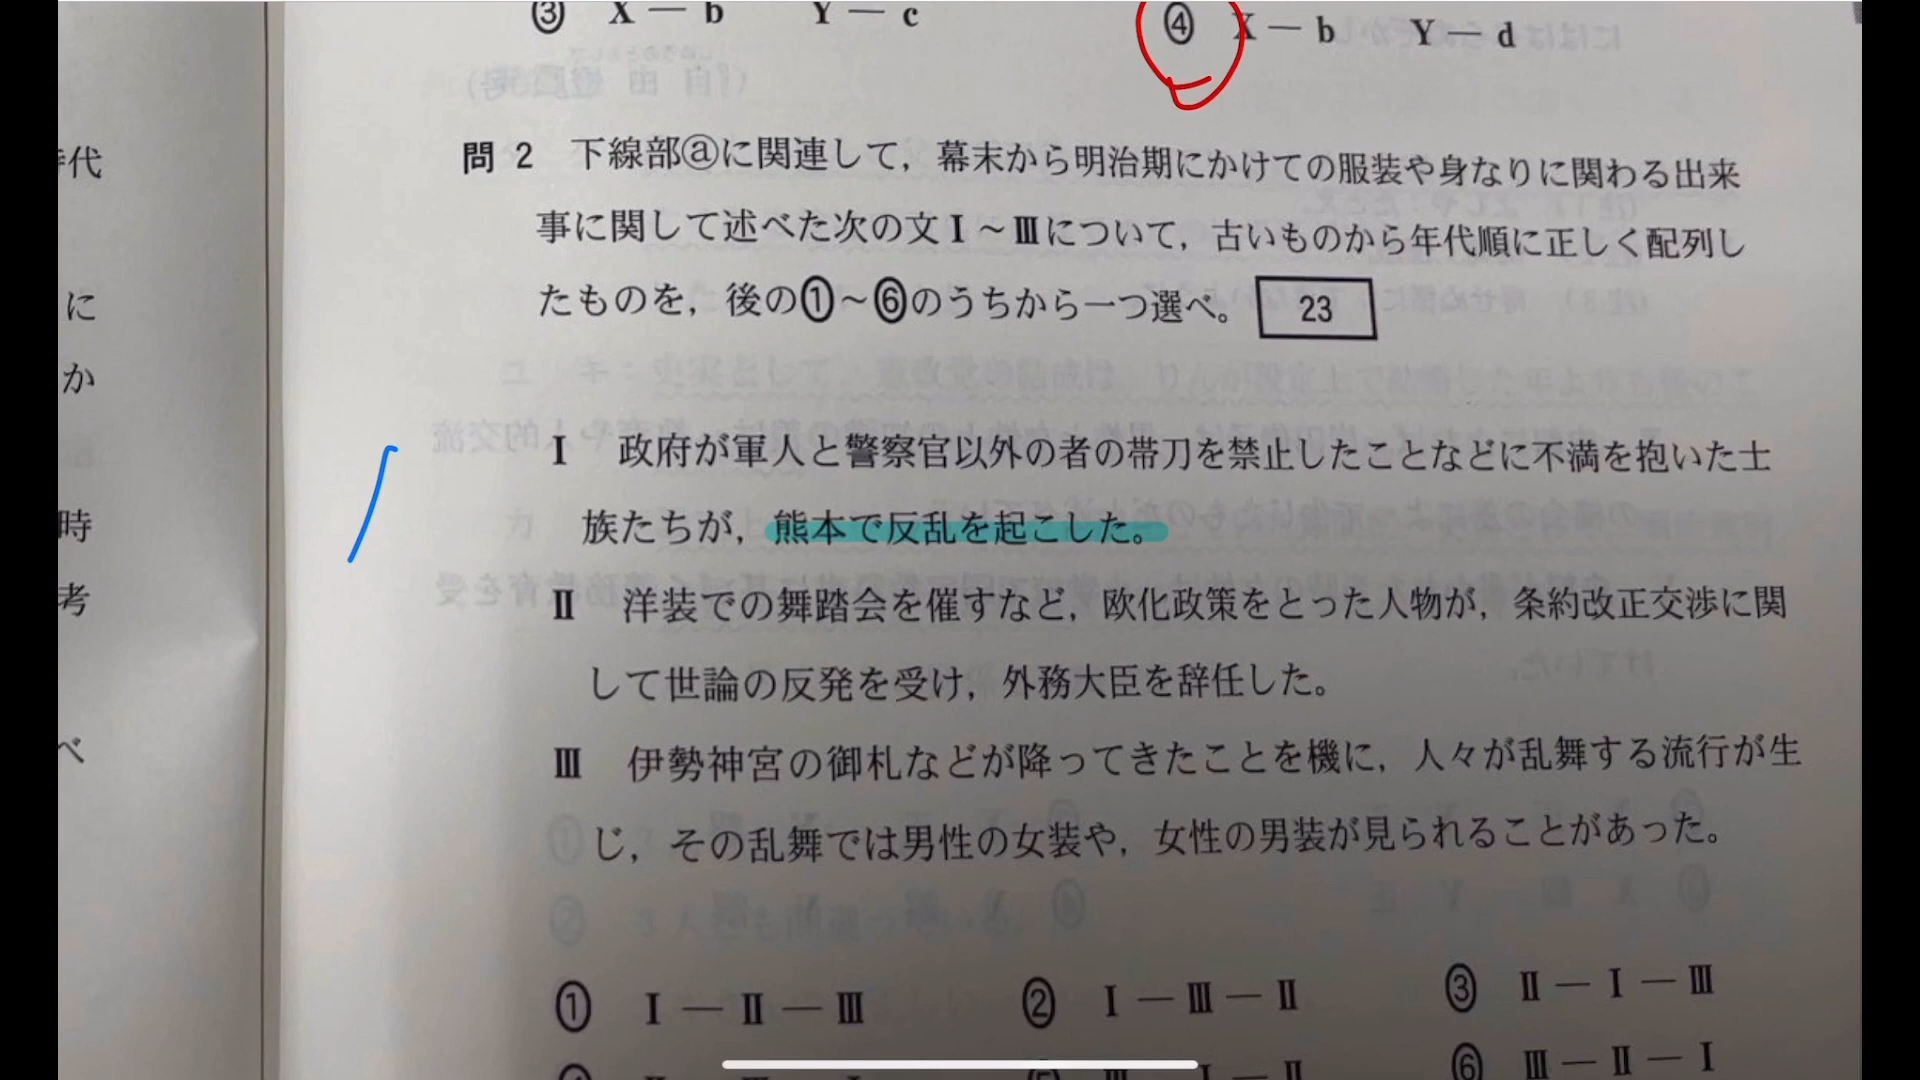 ③ X ― b Y ― c ④ X ― b Y ― d
問2 下線部ⓐに関連して，幕末から明治期にかけての服装や身なりに関わる出来
事に関して述べた次の文Ⅰ～Ⅲについて，古いものから年代順に正しく配列し
たものを，後の①～⑥のうちから一つ選べ。 23
Ⅰ 政府が軍人と警察官以外の者の帯刀を禁止したことなどに不満を抱いた士
族たちが，熊本で反乱を起こした。
Ⅱ 洋装での舞踏会を催すなど，欧化政策をとった人物が，条約改正交渉に関
して世論の反発を受け，外務大臣を辞任した。
Ⅲ 伊勢神宮の御札などが降ってきたことを機に，人々が乱舞する流行が生
じ，その乱舞では男性の女装や，女性の男装が見られることがあった。
① Ⅰ ― Ⅱ ― Ⅲ ② Ⅰ ― Ⅲ ― Ⅱ ③ Ⅱ ― Ⅰ ― Ⅲ
⑥ Ⅲ ― Ⅱ ― Ⅰ
代
に
か
時
考
べ